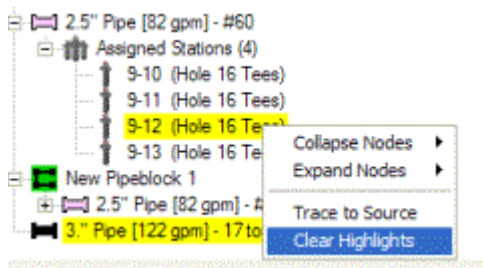 2.5" Pipe [82 gpm] - #60
Assigned Stations (4)
9-10 (Hole 16 Tees)
9-11 (Hole 16 Tees)
9-12 (Hole 16
9-13 (Hole 16 Te
New Pipeblock 1
2.5" Pipe [82 gpm] -
3." Pipe [122 gpm] - 17 to
Collapse Nodes
Expand Nodes
Trace to Source
Clear Highlights